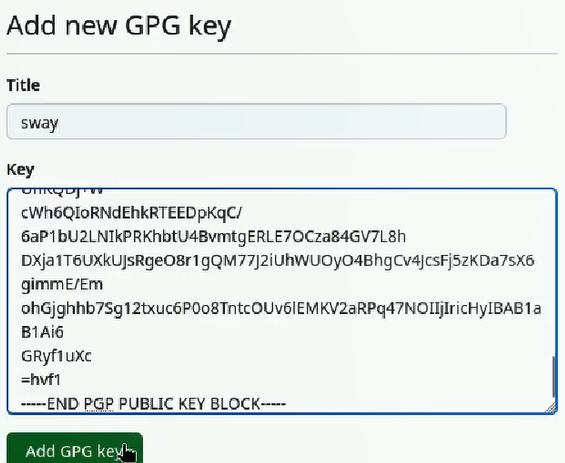 Add new GPG key
Title
sway
Key
cWh6QIoRNdEhkRTEEDpKqC/
6aP1bU2LNIkPRKhbtU4BvmtgERLE7OCza84GV7L8h
DXja1T6UXkUJsRgeO8r1gQM77J2iUhWUOyO4BhgCv4JcsFj5zKDa7sX6
gimmE/Em
ohGjghhb7Sg12txuc6P0o8TntcOUv6lEMKV2aRPq47NOIIjIricHyIBAB1a
B1Ai6
GRyf1uXc
=hvf1
-----END PGP PUBLIC KEY BLOCK-----
Add GPG key